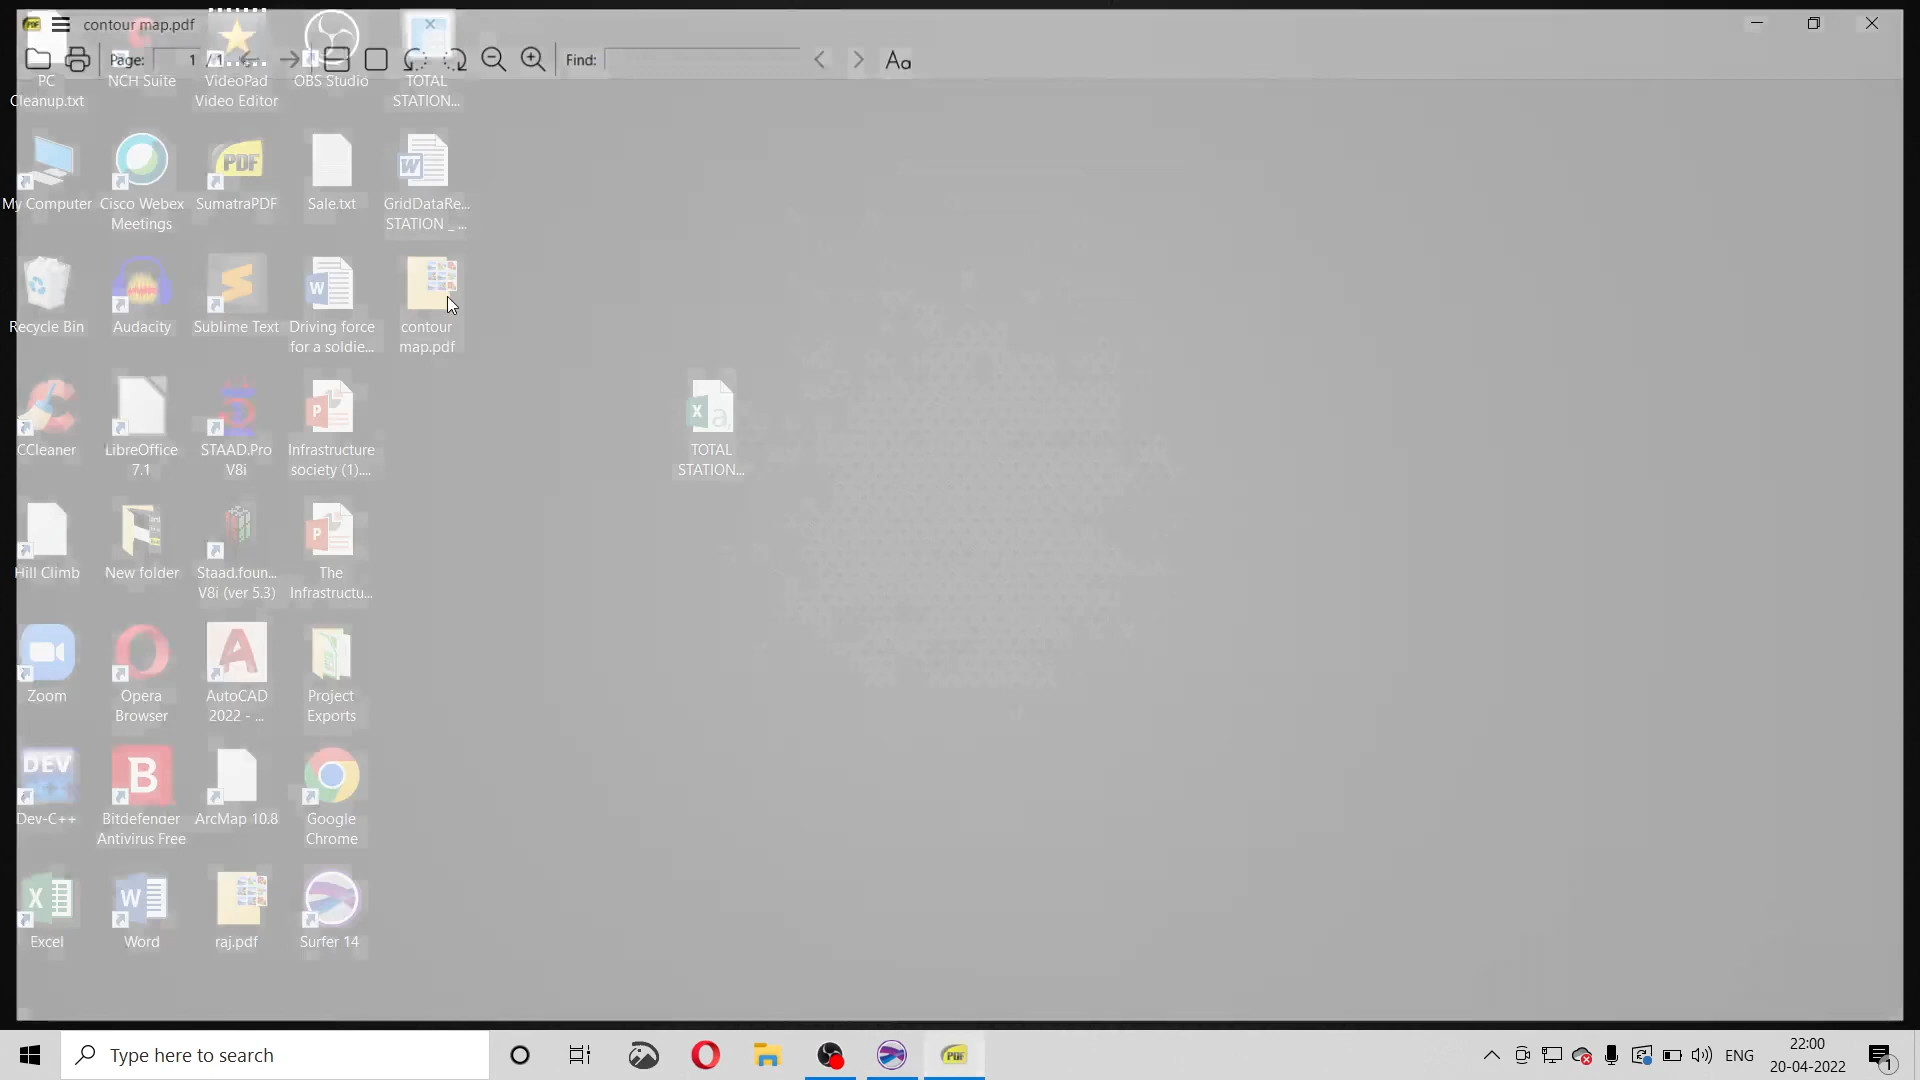 contour map.pdf
Page: 1 / 1 Find: Aa
PC
Cleanup.txt
NCH Suite
VideoPad
Video Editor
OBS Studio
TOTAL
STATION...
My Computer
Cisco Webex
Meetings
PDF
SumatraPDF
Sale.txt
W
GridDataRe...
STATION _ ...
Recycle Bin
Audacity
Sublime Text
W
Driving force
for a soldie...
contour
map.pdf
CCleaner
LibreOffice
7.1
STAAD.Pro
V8i
P
Infrastructure
society (1)....
X a,
TOTAL
STATION...
Hill Climb
New folder
Staad.foun...
V8i (ver 5.3)
P
The
Infrastructu...
Zoom
Opera
Browser
A
AutoCAD
2022 - ...
Project
Exports
DEV
Dev-C++
B
Bitdefender
Antivirus Free
ArcMap 10.8
Google
Chrome
X
Excel
W
Word
raj.pdf
Surfer 14
Type here to search
PDF
ENG
22:00
20-04-2022
1